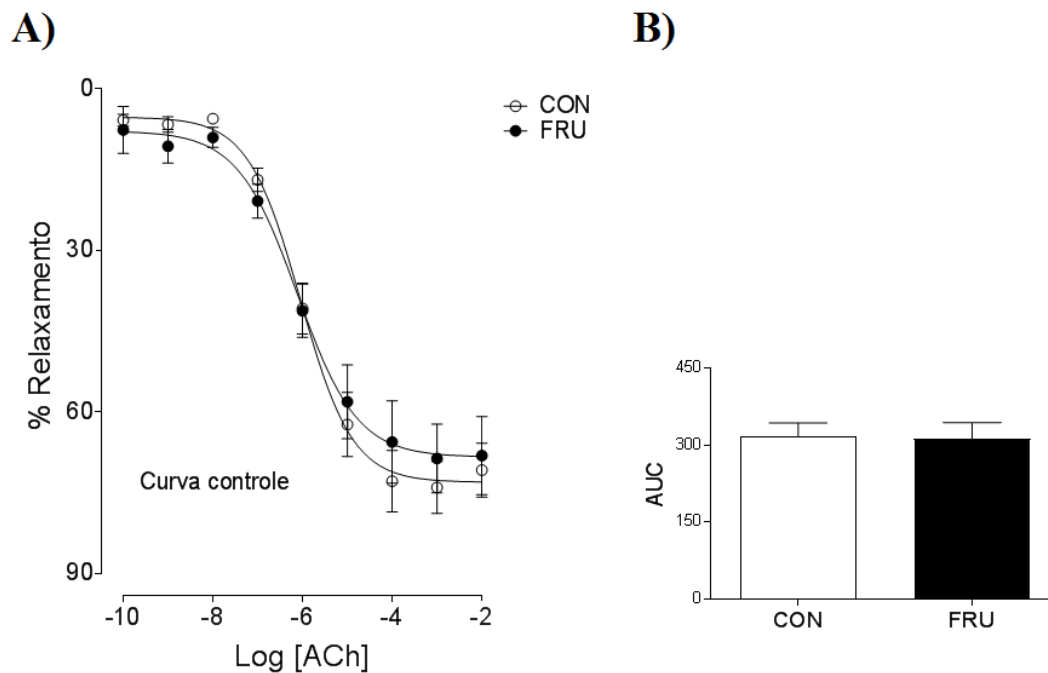 A)
B)
0
30
60
90
% Relaxamento
CON
FRU
Curva controle
-10 -8 -6 -4 -2
Log [ACh]
450
300
150
0
AUC
CON FRU